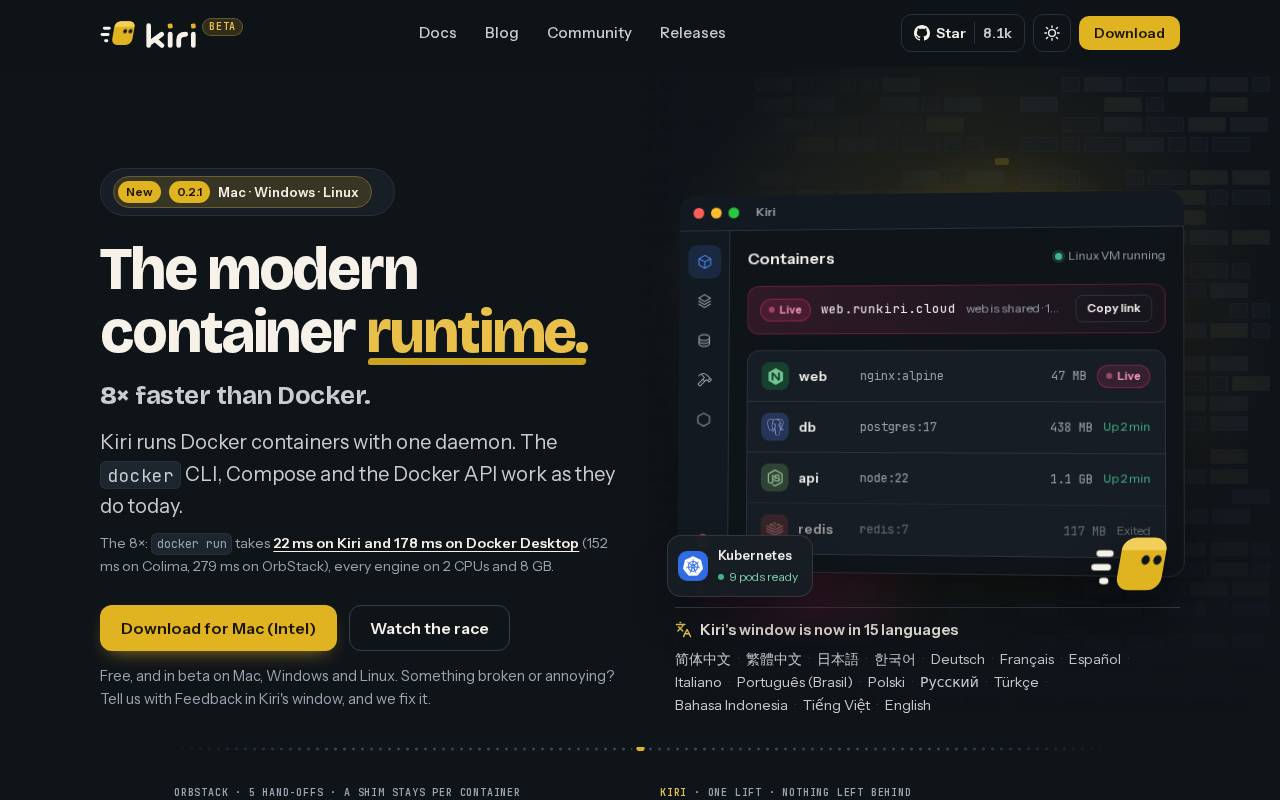 kiri BETA
Docs Blog Community Releases
Star 8.1k
Download
New 0.2.1 Mac · Windows · Linux
The modern
container runtime.
8× faster than Docker.
Kiri runs Docker containers with one daemon. The
docker CLI, Compose and the Docker API work as they
do today.
The 8×: docker run takes 22 ms on Kiri and 178 ms on Docker Desktop (152
ms on Colima, 279 ms on OrbStack), every engine on 2 CPUs and 8 GB.
Download for Mac (Intel)
Watch the race
Free, and in beta on Mac, Windows and Linux. Something broken or annoying?
Tell us with Feedback in Kiri's window, and we fix it.
Kiri
Containers
Linux VM running
Live web.runkiri.cloud web is shared · 1… Copy link
web nginx:alpine 47 MB Live
db postgres:17 438 MB Up 2 min
api node:22 1.1 GB Up 2 min
redis redis:7 117 MB Exited
Kubernetes
9 pods ready
Kiri's window is now in 15 languages
简体中文 · 繁體中文 · 日本語 · 한국어 · Deutsch · Français · Español ·
Italiano · Português (Brasil) · Polski · Русский · Türkçe ·
Bahasa Indonesia · Tiếng Việt · English
ORBSTACK · 5 HAND-OFFS · A SHIM STAYS PER CONTAINER
KIRI · ONE LIFT · NOTHING LEFT BEHIND